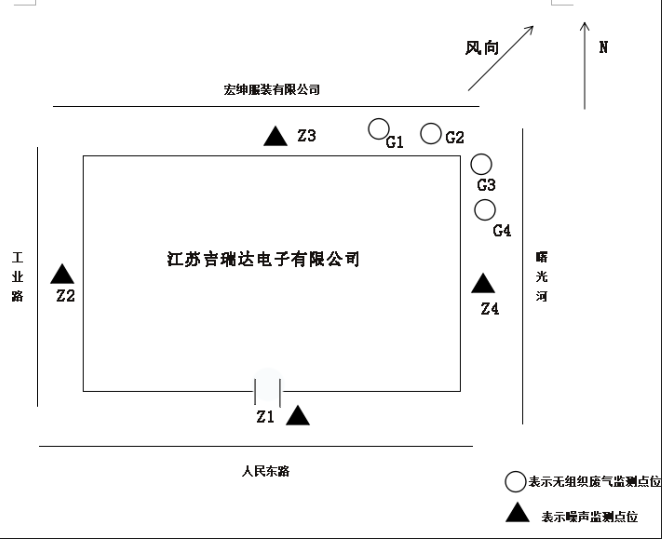 风向
N
宏绅服装有限公司
Z3
G1
G2
G3
G4
工业路
江苏吉瑞达电子有限公司
曙光河
Z2
Z4
Z1
人民东路
表示无组织废气监测点位
表示噪声监测点位